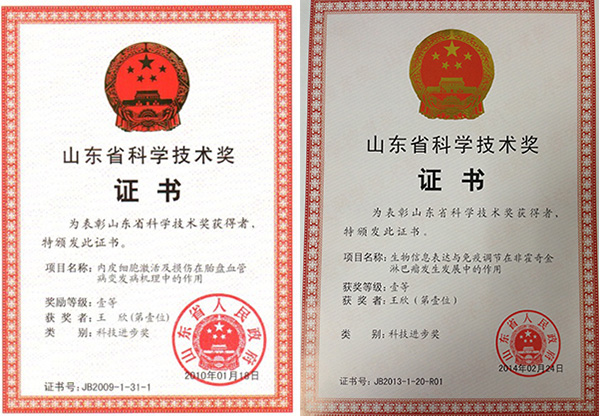 山东省科学技术奖
证书
为表彰山东省科学技术奖获得者，
特颁发此证书。
项目名称：内皮细胞激活及损伤在胎盘血管
病变发病机理中的作用
奖励等级：壹等
获 奖 者：王 欣(第壹位)
类 别：科技进步奖
山东省人民政府
2010年01月18日
证书号：JB2009-1-31-1
山东省科学技术奖
证书
为表彰山东省科学技术奖获得者，
特颁发此证书。
项目名称：生物信息表达与免疫调节在非霍奇金
淋巴瘤发生发展中的作用
获奖等级：壹等
获 奖 者：王欣(第壹位)
类 别：科技进步奖
山东省人民政府
2014年02月24日
证书号：JB2013-1-20-R01